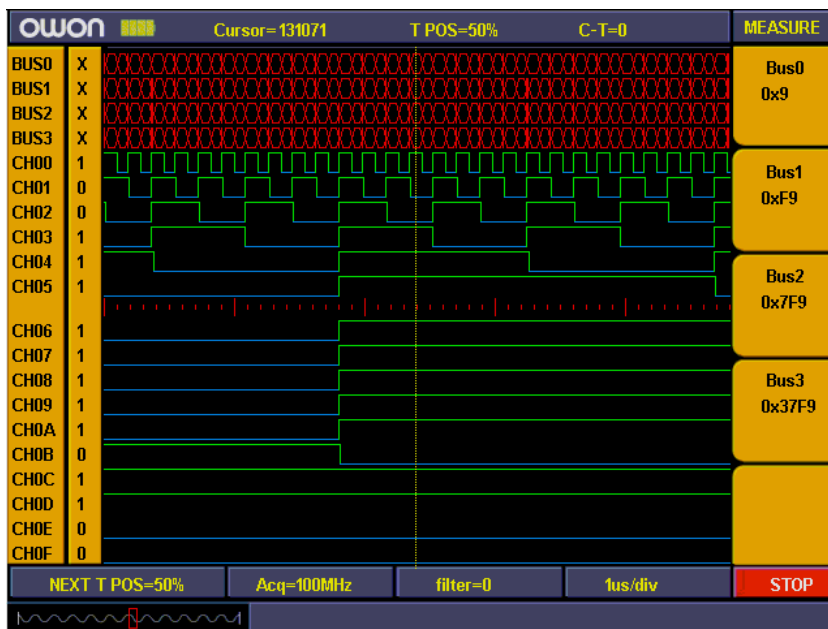 OWON Cursor=131071 T POS=50% C-T=0 MEASURE
BUS0 X
BUS1 X
BUS2 X
BUS3 X
CH00 1
CH01 0
CH02 0
CH03 1
CH04 1
CH05 1
CH06 1
CH07 1
CH08 1
CH09 1
CH0A 1
CH0B 0
CH0C 1
CH0D 1
CH0E 0
CH0F 0
Bus0
0x9
Bus1
0xF9
Bus2
0x7F9
Bus3
0x37F9
NEXT T POS=50% Acq=100MHz filter=0 1us/div STOP